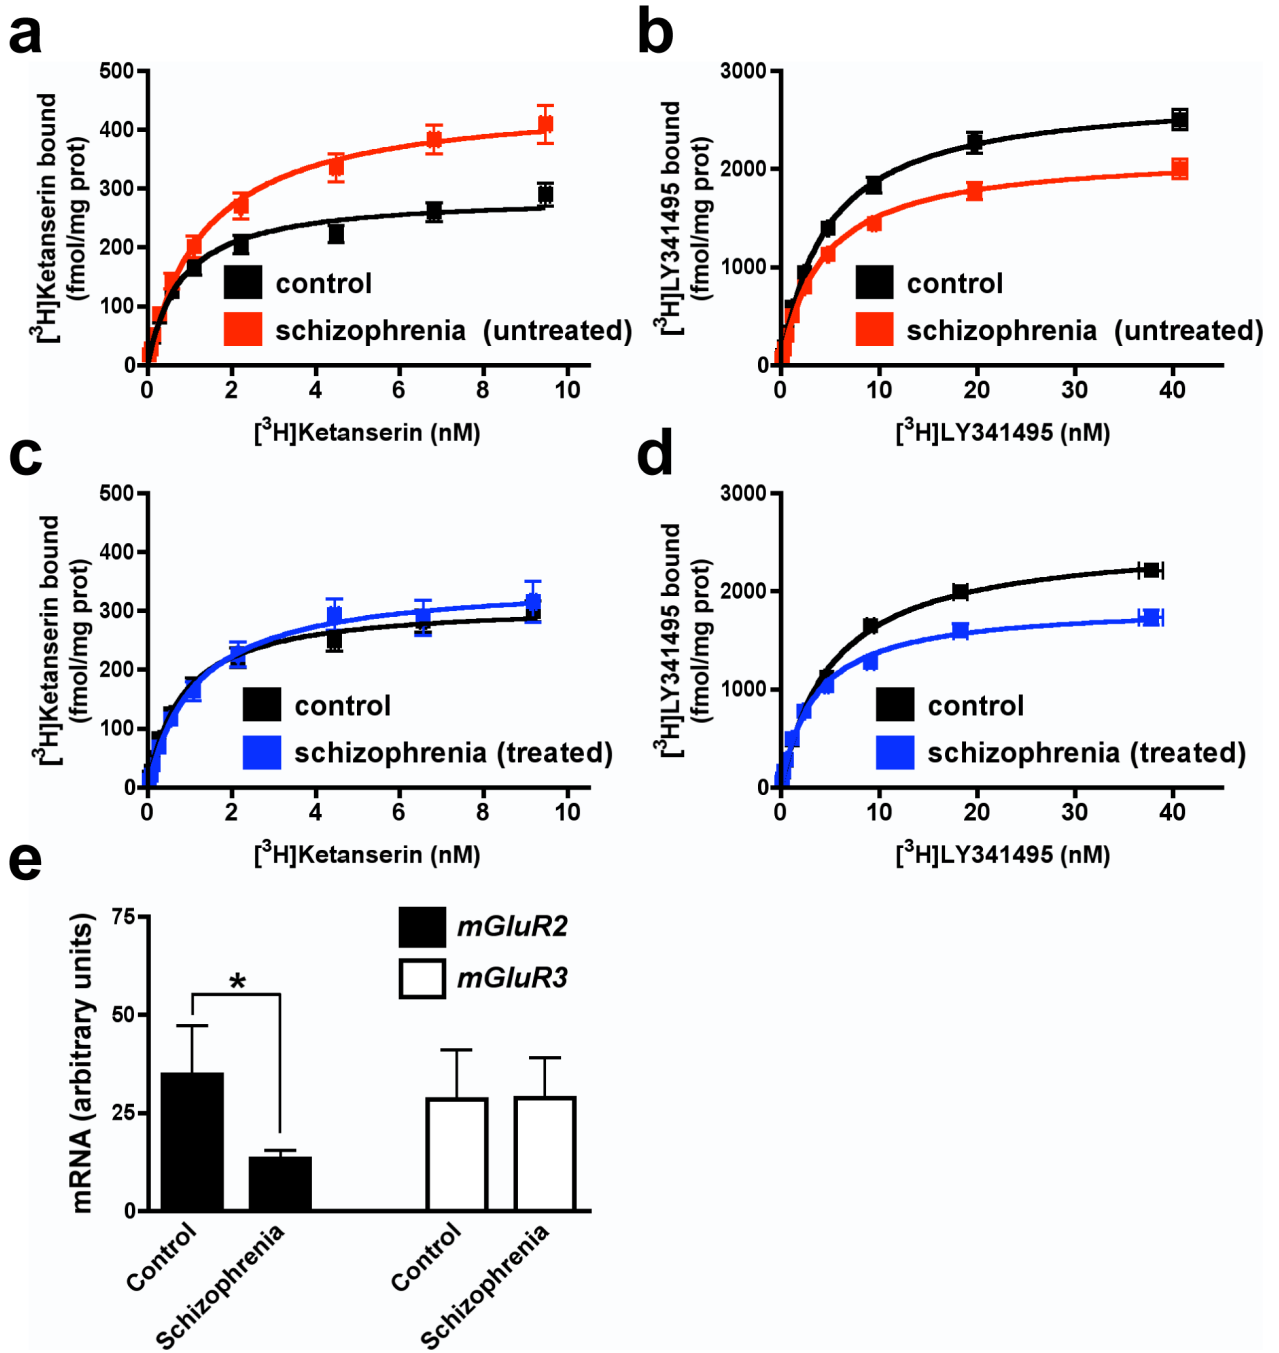 a
500
400
300
200
100
0
[³H]Ketanserin bound
(fmol/mg prot)
control
schizophrenia (untreated)
0 2 4 6 8 10
[³H]Ketanserin (nM)
b
3000
2000
1000
0
[³H]LY341495 bound
(fmol/mg prot)
control
schizophrenia (untreated)
0 10 20 30 40
[³H]LY341495 (nM)
c
500
400
300
200
100
0
[³H]Ketanserin bound
(fmol/mg prot)
control
schizophrenia (treated)
0 2 4 6 8 10
[³H]Ketanserin (nM)
d
3000
2000
1000
0
[³H]LY341495 bound
(fmol/mg prot)
control
schizophrenia (treated)
0 10 20 30 40
[³H]LY341495 (nM)
e
75
50
25
0
mRNA (arbitrary units)
mGluR2
mGluR3
*
Control
Schizophrenia
Control
Schizophrenia